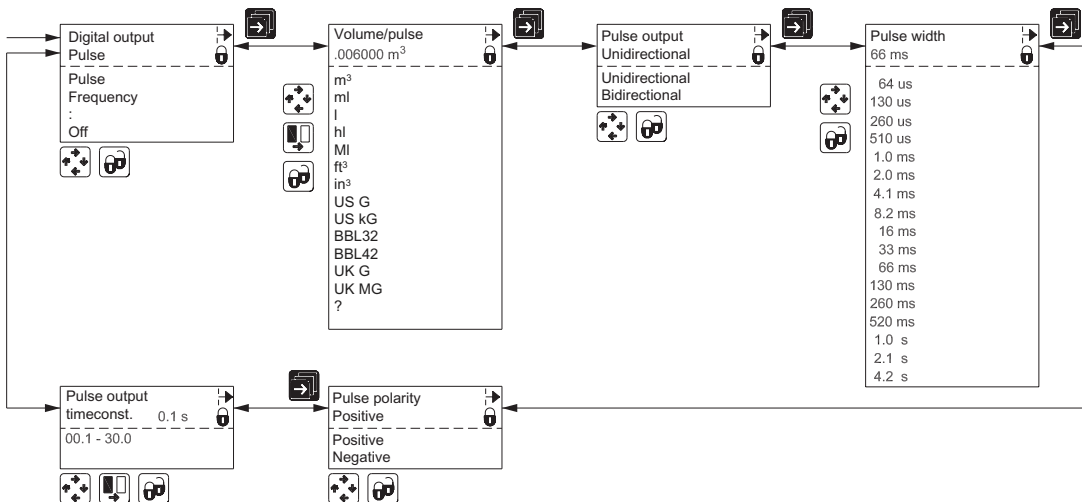 Digital output
Pulse
Pulse
Frequency
:
Off
Volume/pulse
.006000 m³
m³
ml
l
hl
Ml
ft³
in³
US G
US kG
BBL32
BBL42
UK G
UK MG
?
Pulse output
Unidirectional
Unidirectional
Bidirectional
Pulse width
66 ms
64 us
130 us
260 us
510 us
1.0 ms
2.0 ms
4.1 ms
8.2 ms
16 ms
33 ms
66 ms
130 ms
260 ms
520 ms
1.0 s
2.1 s
4.2 s
Pulse output
timeconst. 0.1 s
00.1 - 30.0
Pulse polarity
Positive
Positive
Negative